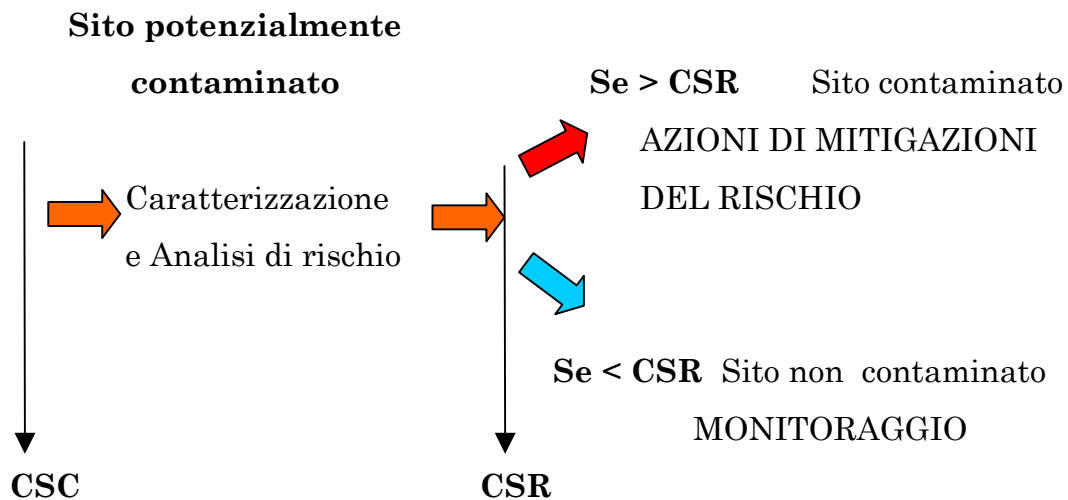 Sito potenzialmente
contaminato
Caratterizzazione
e Analisi di rischio
Se > CSR Sito contaminato
AZIONI DI MITIGAZIONI
DEL RISCHIO
Se < CSR Sito non contaminato
MONITORAGGIO
CSC
CSR